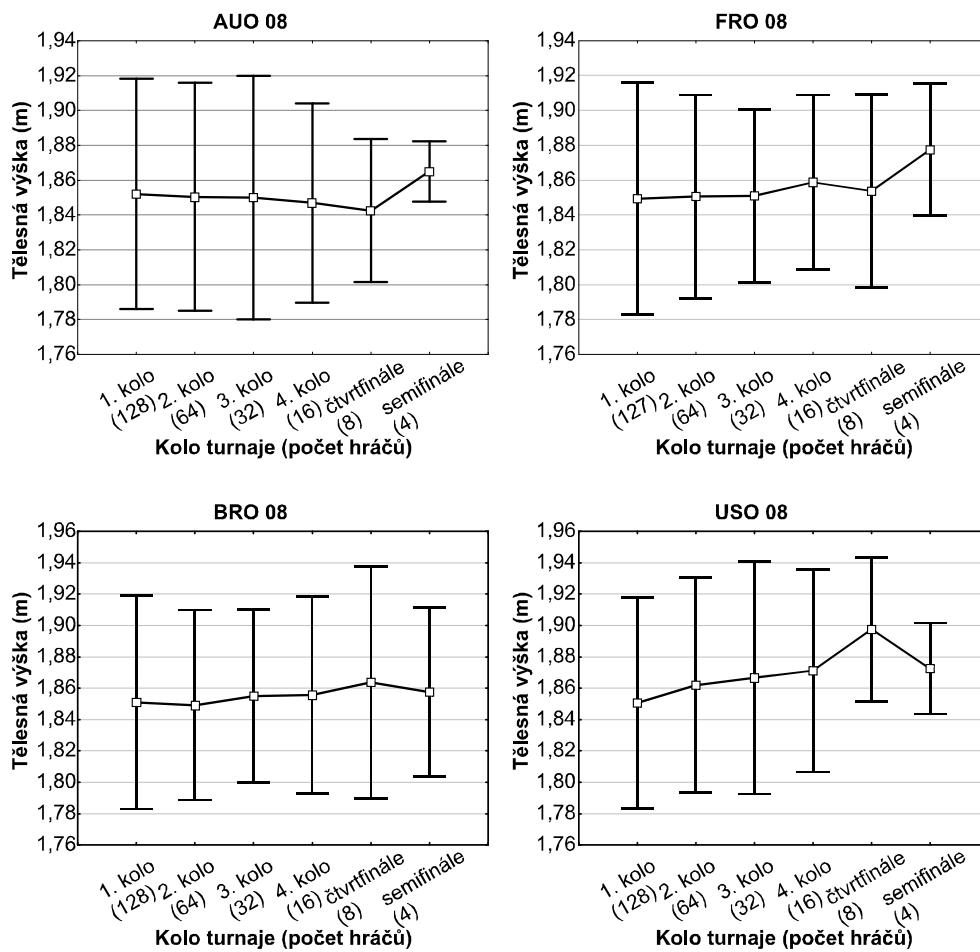 AUO 08
Tělesná výška (m)
1,94
1,92
1,90
1,88
1,86
1,84
1,82
1,80
1,78
1,76
1. kolo (128)
2. kolo (64)
3. kolo (32)
4. kolo (16)
čtvrtfinále (8)
semifinále (4)
Kolo turnaje (počet hráčů)
FRO 08
Tělesná výška (m)
1,94
1,92
1,90
1,88
1,86
1,84
1,82
1,80
1,78
1,76
1. kolo (127)
2. kolo (64)
3. kolo (32)
4. kolo (16)
čtvrtfinále (8)
semifinále (4)
Kolo turnaje (počet hráčů)
BRO 08
Tělesná výška (m)
1,96
1,94
1,92
1,90
1,88
1,86
1,84
1,82
1,80
1,78
1,76
1. kolo (128)
2. kolo (64)
3. kolo (32)
4. kolo (16)
čtvrtfinále (8)
semifinále (4)
Kolo turnaje (počet hráčů)
USO 08
Tělesná výška (m)
1,96
1,94
1,92
1,90
1,88
1,86
1,84
1,82
1,80
1,78
1,76
1. kolo (128)
2. kolo (64)
3. kolo (32)
4. kolo (16)
čtvrtfinále (8)
semifinále (4)
Kolo turnaje (počet hráčů)